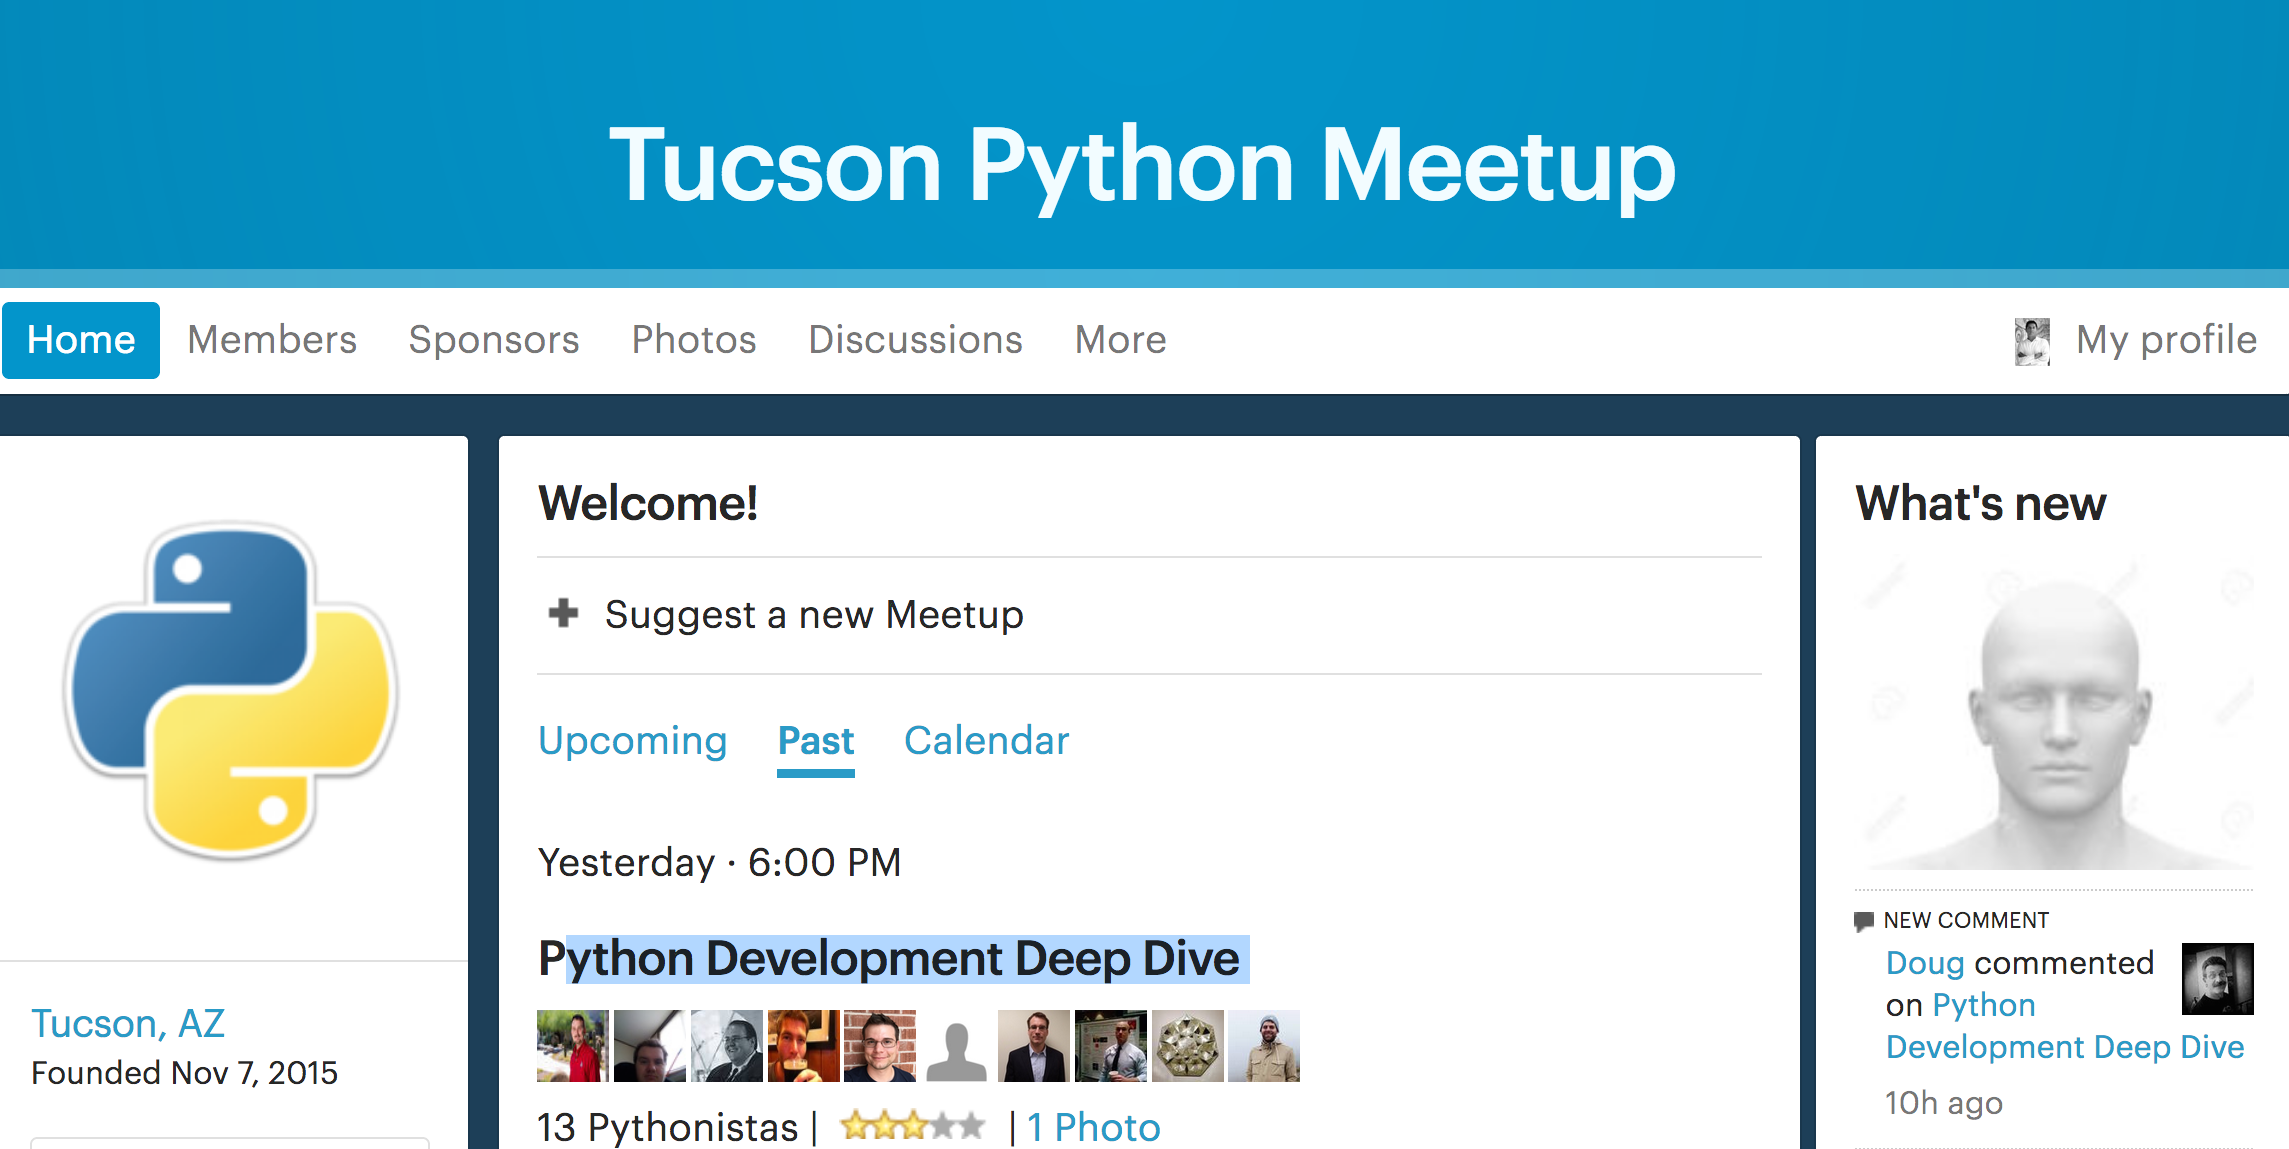 Tucson Python Meetup
Home Members Sponsors Photos Discussions More My profile
Tucson, AZ
Founded Nov 7, 2015
Welcome!
Suggest a new Meetup
Upcoming Past Calendar
Yesterday · 6:00 PM
Python Development Deep Dive
13 Pythonistas | | 1 Photo
What's new
NEW COMMENT
Doug commented
on Python
Development Deep Dive
10h ago